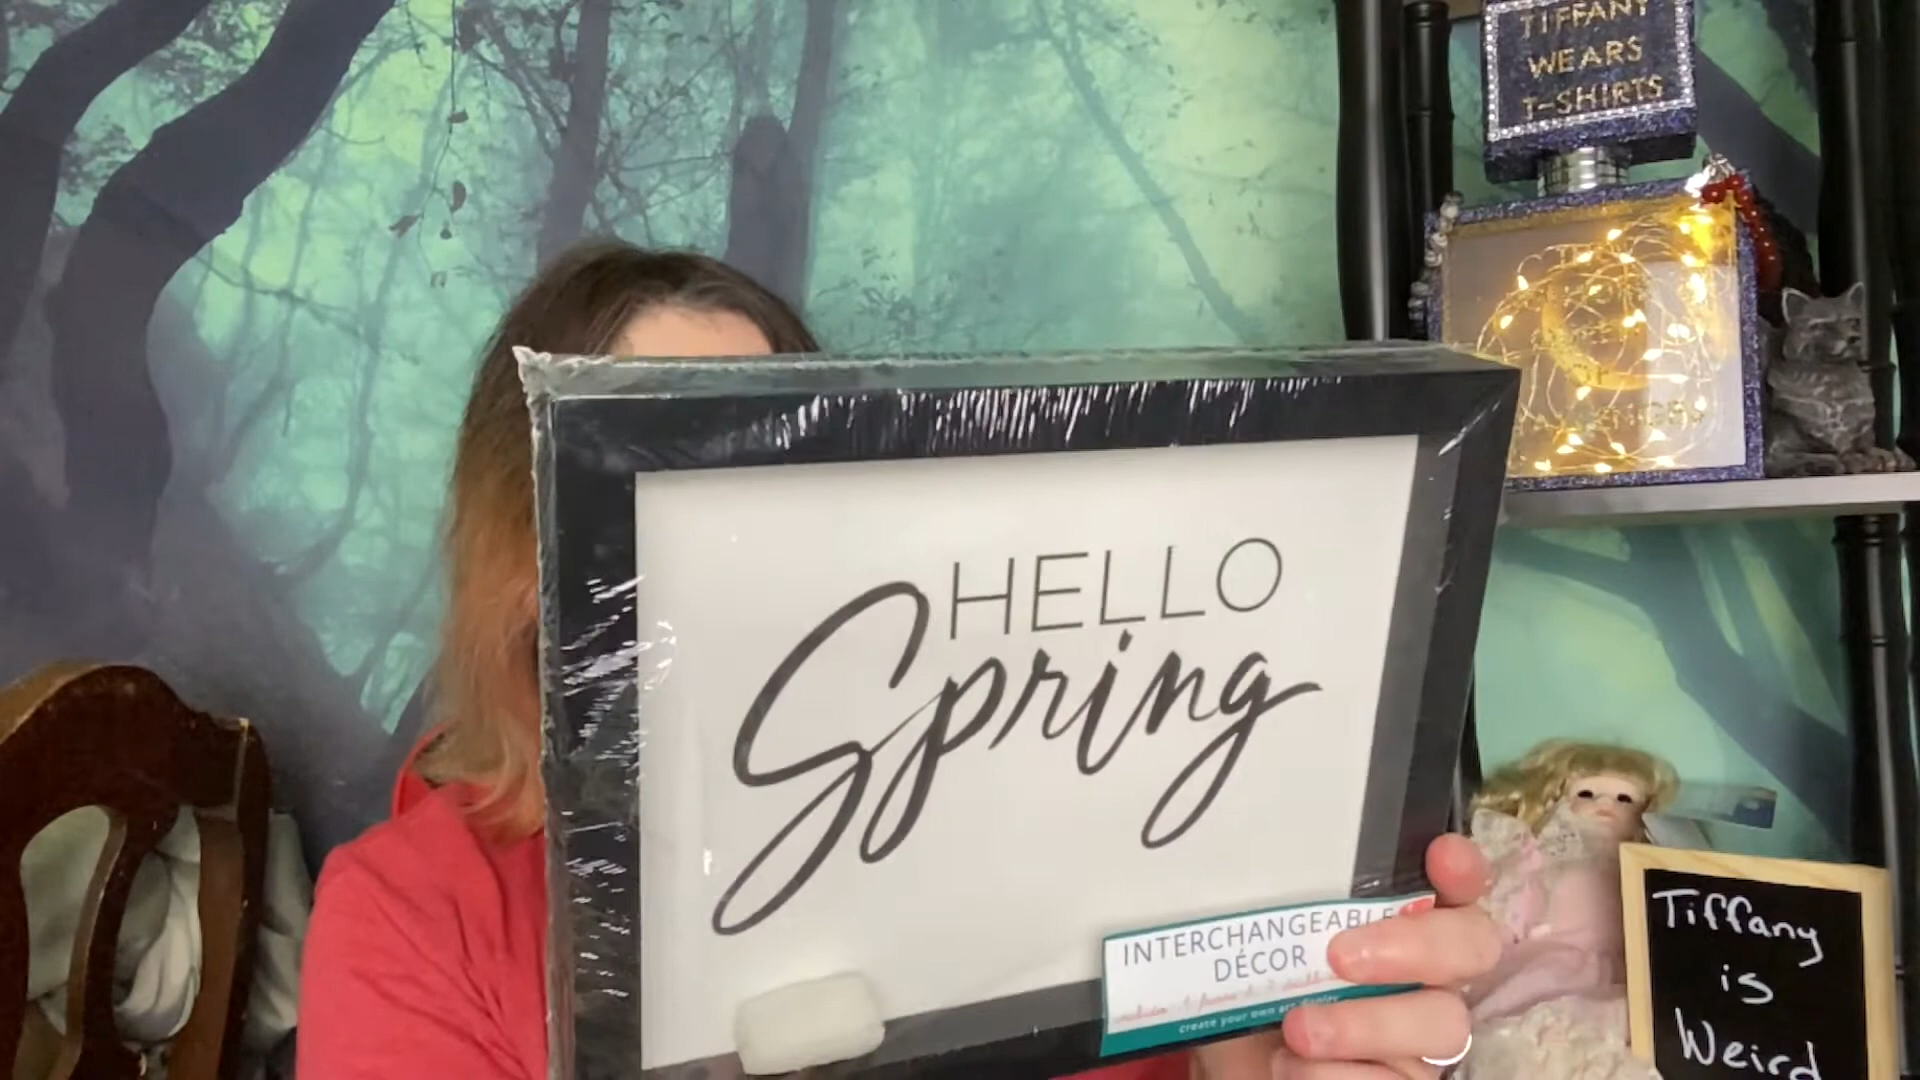 TIFFANY
WEARS
T-SHIRTS
HELLO
Spring
INTERCHANGEABLE
DÉCOR
create your own art display
Tiffany
is
Weird